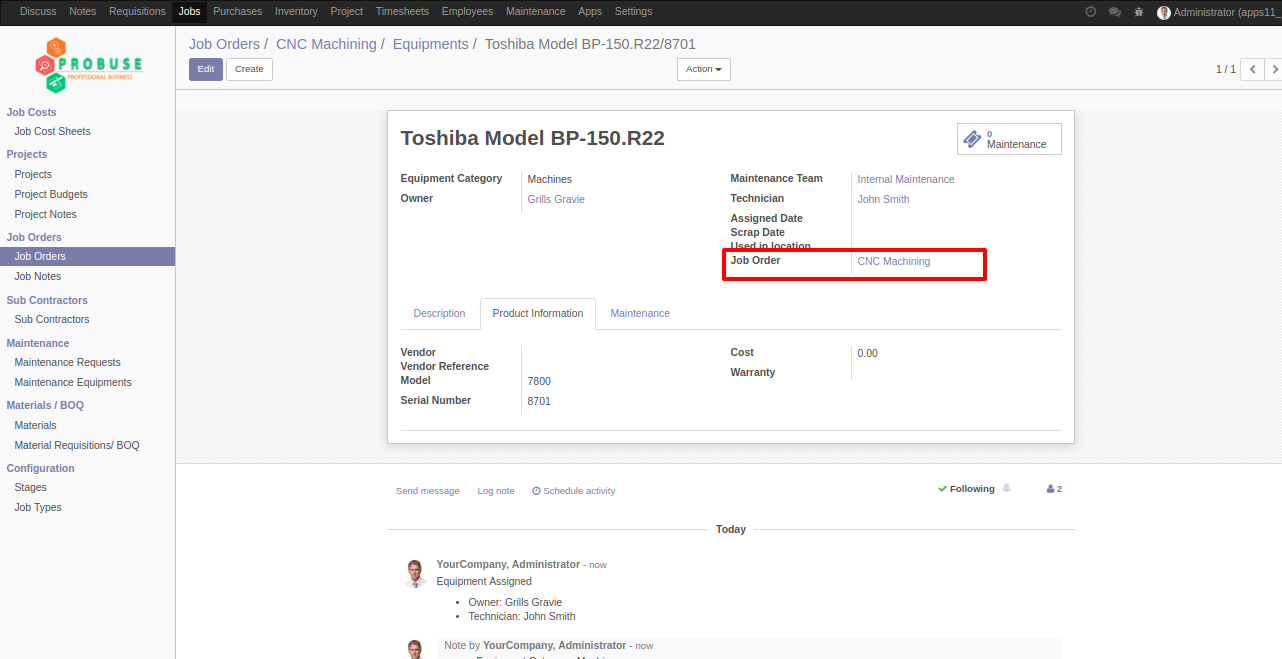 Discuss Notes Requisitions Jobs Purchases Inventory Project Timesheets Employees Maintenance Apps Settings Administrator (apps11_
PROBUSE
PROFESSIONAL BUSINESS
Job Costs
Job Cost Sheets
Projects
Projects
Project Budgets
Project Notes
Job Orders
Job Orders
Job Notes
Sub Contractors
Sub Contractors
Maintenance
Maintenance Requests
Maintenance Equipments
Materials / BOQ
Materials
Material Requisitions/ BOQ
Configuration
Stages
Job Types
Job Orders / CNC Machining / Equipments / Toshiba Model BP-150.R22/8701
Edit Create Action 1 / 1
Toshiba Model BP-150.R22
0
Maintenance
Equipment Category Machines
Owner Grills Gravie
Maintenance Team Internal Maintenance
Technician John Smith
Assigned Date
Scrap Date
Used in location
Job Order CNC Machining
Description Product Information Maintenance
Vendor
Vendor Reference
Model 7800
Serial Number 8701
Cost 0.00
Warranty
Send message Log note Schedule activity Following 2
Today
YourCompany, Administrator - now
Equipment Assigned
• Owner: Grills Gravie
• Technician: John Smith
Note by YourCompany, Administrator - now